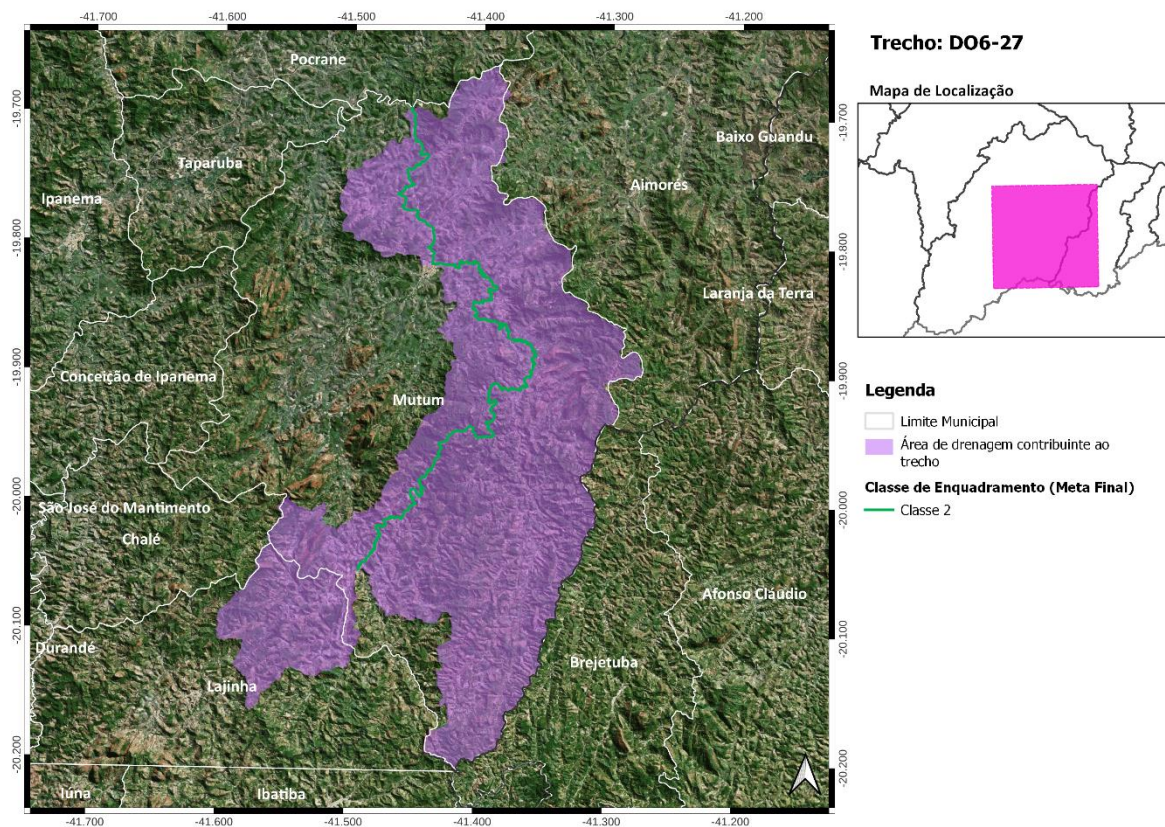 -41.700
-41.600
-41.500
-41.400
-41.300
-41.200
Trecho: DO6-27
Mapa de Localização
Pocrane
-19.700
-19.700
Baixo Guandu
Taparuba
Aimorés
Ipanema
-19.800
-19.800
Laranja da Terra
Conceição de Ipanema
-19.900
-19.900
Mutum
Legenda
Limite Municipal
Área de drenagem contribuinte ao
trecho
Classe de Enquadramento (Meta Final)
Classe 2
-20.000
-20.000
São José do Mantimento
Chalé
Afonso Cláudio
-20.100
-20.100
Durandé
Brejetuba
Lajinha
-20.200
-20.200
Iúna
Ibatiba
-41.700
-41.600
-41.500
-41.400
-41.300
-41.200